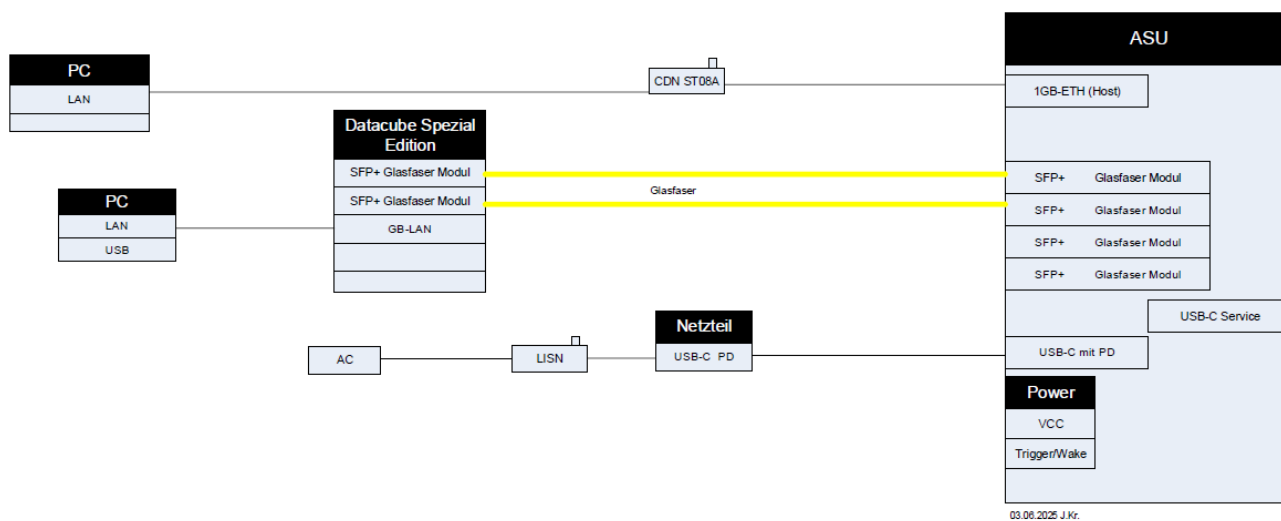 ASU
PC
LAN
CDN ST08A
1GB-ETH (Host)
Datacube Spezial
Edition
SFP+ Glasfaser Modul
SFP+ Glasfaser Modul
GB-LAN
Glasfaser
SFP+ Glasfaser Modul
SFP+ Glasfaser Modul
SFP+ Glasfaser Modul
SFP+ Glasfaser Modul
PC
LAN
USB
USB-C Service
Netzteil
USB-C PD
AC
LISN
USB-C mit PD
Power
VCC
Trigger/Wake
03.06.2025 J.Kr.